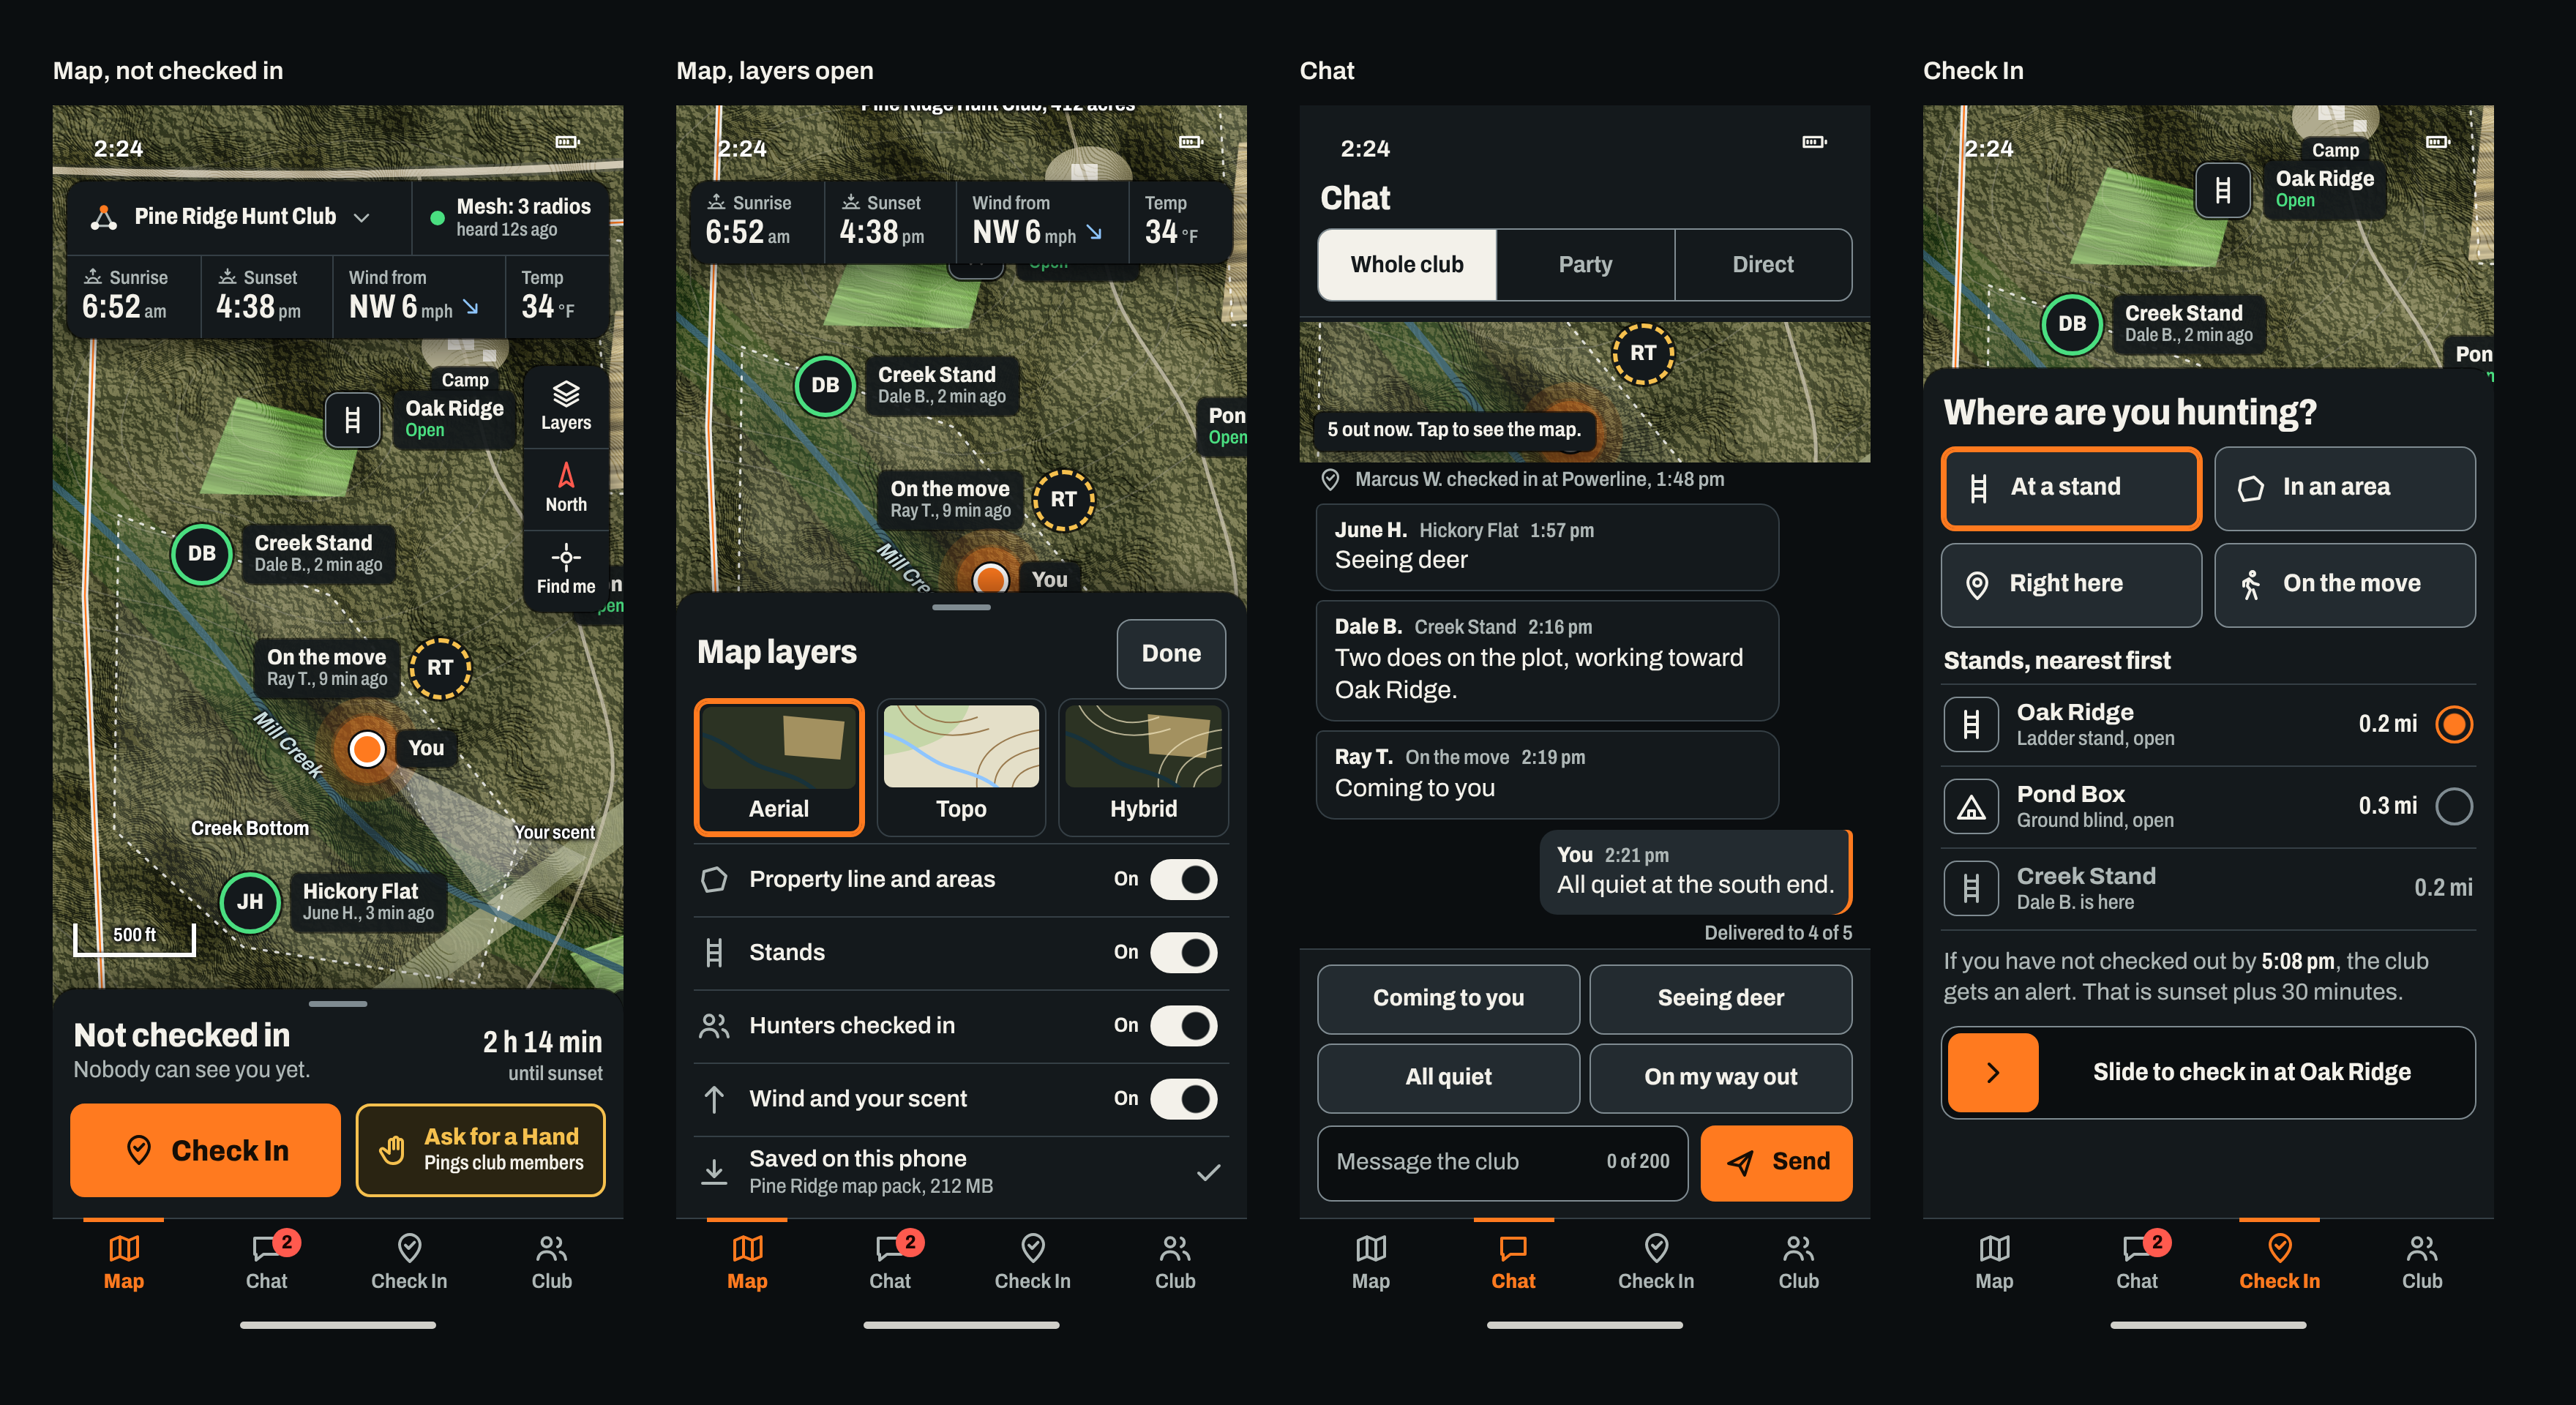 Map, not checked in
2:24
Pine Ridge Hunt Club
Mesh: 3 radios
heard 12s ago
Sunrise
6:52 am
Sunset
4:38 pm
Wind from
NW 6 mph
Temp
34 °F
Camp
Oak Ridge
Open
Layers
North
Find me
DB
Creek Stand
Dale B., 2 min ago
On the move
Ray T., 9 min ago
RT
Mill Creek
You
Creek Bottom
Your scent
JH
Hickory Flat
June H., 3 min ago
500 ft
Not checked in
Nobody can see you yet.
2 h 14 min
until sunset
Check In
Ask for a Hand
Pings club members
Map
Chat
2
Check In
Club
Map, layers open
Pine Ridge Hunt Club, 412 acres
2:24
Sunrise
6:52 am
Sunset
4:38 pm
Wind from
NW 6 mph
Temp
34 °F
Open
DB
Creek Stand
Dale B., 2 min ago
Pon
Open
On the move
Ray T., 9 min ago
RT
Mill Cre
You
Map layers
Done
Aerial
Topo
Hybrid
Property line and areas
On
Stands
On
Hunters checked in
On
Wind and your scent
On
Saved on this phone
Pine Ridge map pack, 212 MB
Map
Chat
2
Check In
Club
Chat
2:24
Chat
Whole club
Party
Direct
RT
5 out now. Tap to see the map.
Marcus W. checked in at Powerline, 1:48 pm
June H. Hickory Flat 1:57 pm
Seeing deer
Dale B. Creek Stand 2:16 pm
Two does on the plot, working toward
Oak Ridge.
Ray T. On the move 2:19 pm
Coming to you
You 2:21 pm
All quiet at the south end.
Delivered to 4 of 5
Coming to you
Seeing deer
All quiet
On my way out
Message the club
0 of 200
Send
Map
Chat
Check In
Club
Check In
2:24
Camp
Oak Ridge
Open
DB
Creek Stand
Dale B., 2 min ago
Pon
Where are you hunting?
At a stand
In an area
Right here
On the move
Stands, nearest first
Oak Ridge
Ladder stand, open
0.2 mi
Pond Box
Ground blind, open
0.3 mi
Creek Stand
Dale B. is here
0.2 mi
If you have not checked out by 5:08 pm, the club
gets an alert. That is sunset plus 30 minutes.
Slide to check in at Oak Ridge
Map
Chat
2
Check In
Club